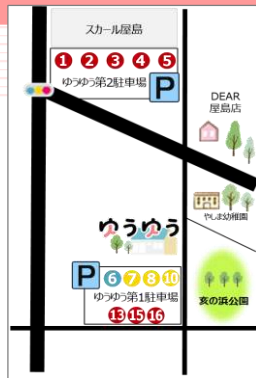 スカール屋島
1 2 3 4 5
ゆうゆう第2駐車場
P
DEAR
屋島店
やしま幼稚園
ゆうゆう
P
6 7 8 10
ゆうゆう第1駐車場
13 15 16
亥の浜公園